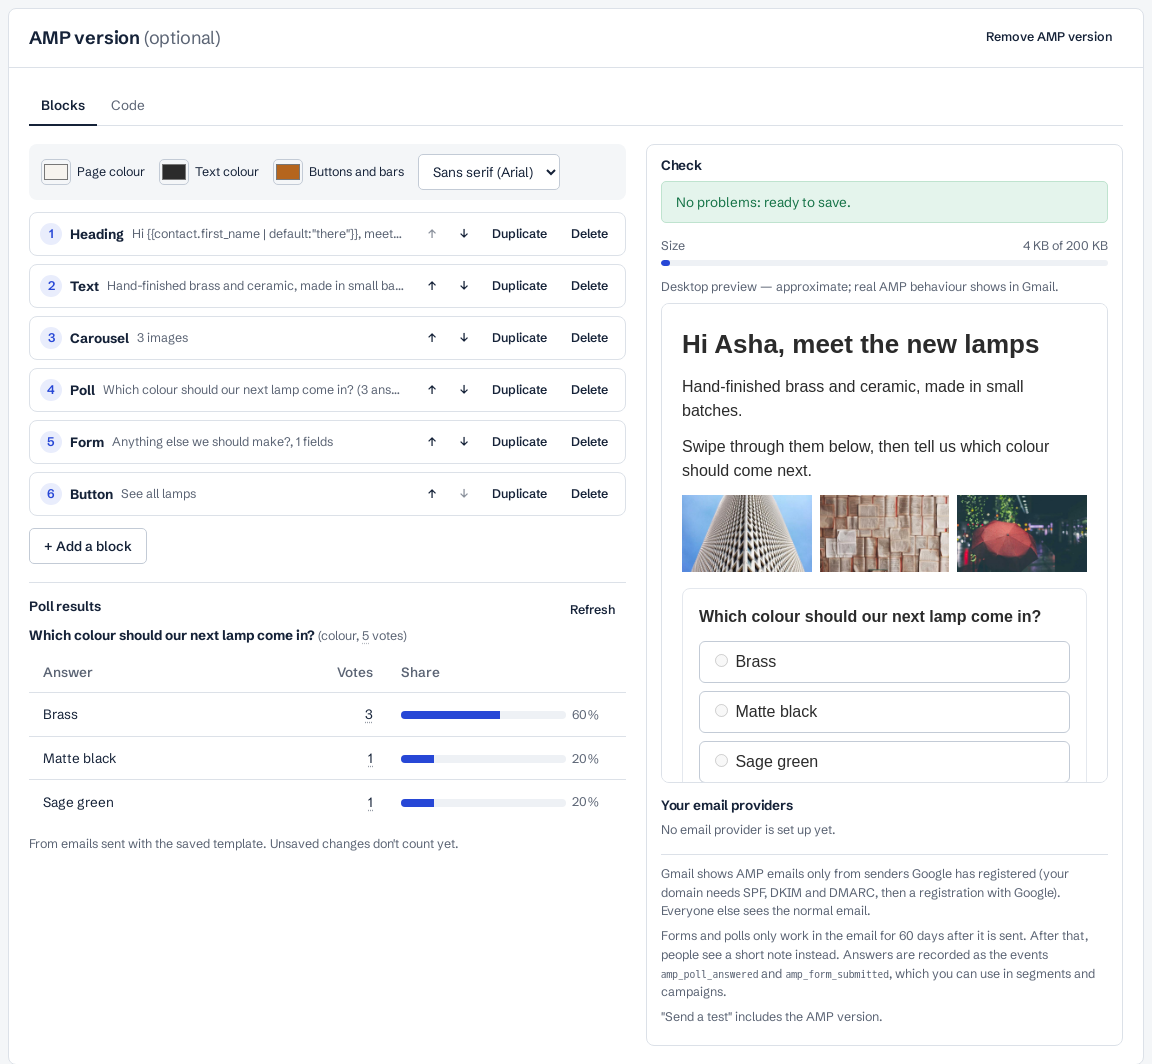 AMP version (optional)
Remove AMP version
Blocks
Code
Page colour
Text colour
Buttons and bars
Sans serif (Arial)
1 Heading Hi {{contact.first_name | default:"there"}}, meet... ↑ ↓ Duplicate Delete
2 Text Hand-finished brass and ceramic, made in small ba... ↑ ↓ Duplicate Delete
3 Carousel 3 images ↑ ↓ Duplicate Delete
4 Poll Which colour should our next lamp come in? (3 ans... ↑ ↓ Duplicate Delete
5 Form Anything else we should make?, 1 fields ↑ ↓ Duplicate Delete
6 Button See all lamps ↑ ↓ Duplicate Delete
+ Add a block
Poll results
Refresh
Which colour should our next lamp come in? (colour, 5 votes)
Answer Votes Share
Brass 3 60%
Matte black 1 20%
Sage green 1 20%
From emails sent with the saved template. Unsaved changes don't count yet.
Check
No problems: ready to save.
Size 4 KB of 200 KB
Desktop preview — approximate; real AMP behaviour shows in Gmail.
Hi Asha, meet the new lamps
Hand-finished brass and ceramic, made in small
batches.
Swipe through them below, then tell us which colour
should come next.
Which colour should our next lamp come in?
Brass
Matte black
Sage green
Your email providers
No email provider is set up yet.
Gmail shows AMP emails only from senders Google has registered (your
domain needs SPF, DKIM and DMARC, then a registration with Google).
Everyone else sees the normal email.
Forms and polls only work in the email for 60 days after it is sent. After that,
people see a short note instead. Answers are recorded as the events
amp_poll_answered and amp_form_submitted, which you can use in segments and
campaigns.
"Send a test" includes the AMP version.